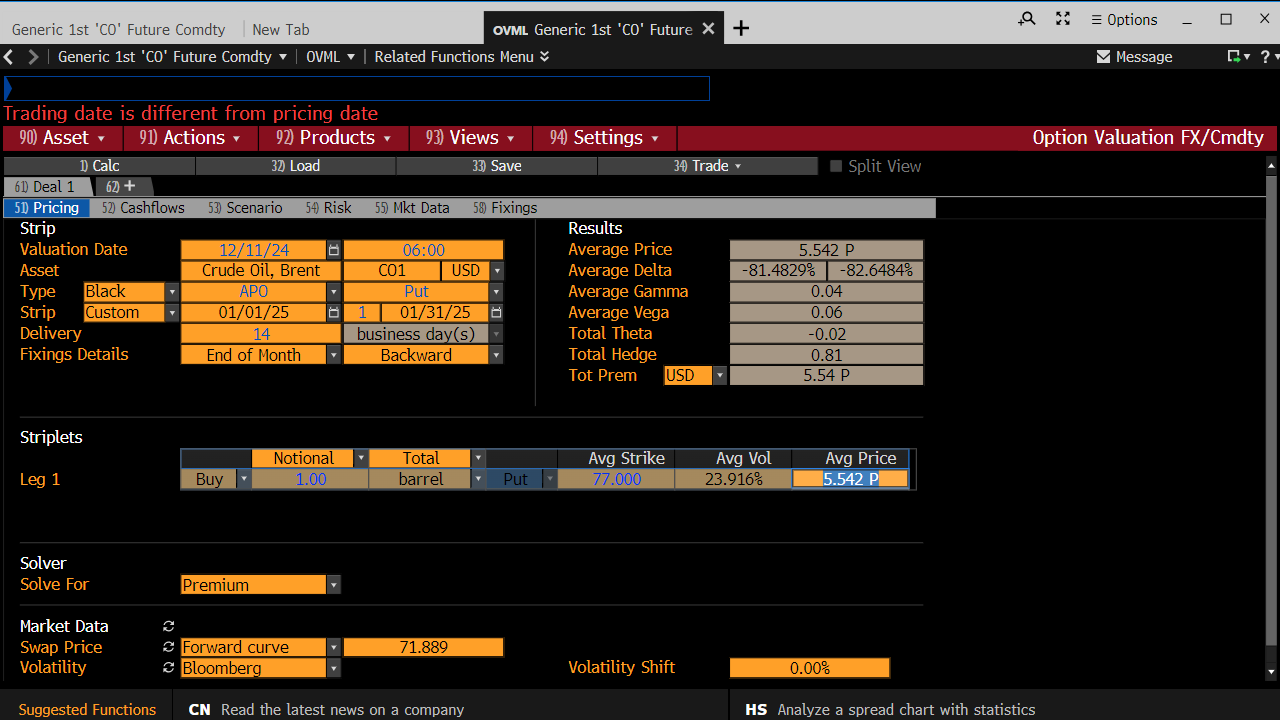 Generic 1st 'CO' Future Comdty New Tab OVML Generic 1st 'CO' Future × + Options
Generic 1st 'CO' Future Comdty OVML Related Functions Menu Message ?
Trading date is different from pricing date
90) Asset 91) Actions 92) Products 93) Views 94) Settings Option Valuation FX/Cmdty
1) Calc 32) Load 33) Save 34) Trade Split View
61) Deal 1 62) +
51) Pricing 52) Cashflows 53) Scenario 54) Risk 55) Mkt Data 58) Fixings
Strip Results
Valuation Date 12/11/24 06:00 Average Price 5.542 P
Asset Crude Oil, Brent CO1 USD Average Delta -81.4829% -82.6484%
Type Black APO Put Average Gamma 0.04
Strip Custom 01/01/25 1 01/31/25 Average Vega 0.06
Delivery 14 business day(s) Total Theta -0.02
Fixings Details End of Month Backward Total Hedge 0.81
Tot Prem USD 5.54 P
Striplets
Notional Total Avg Strike Avg Vol Avg Price
Leg 1 Buy 1.00 barrel Put 77.000 23.916% 5.542 P
Solver
Solve For Premium
Market Data
Swap Price Forward curve 71.889
Volatility Bloomberg Volatility Shift 0.00%
Suggested Functions CN Read the latest news on a company HS Analyze a spread chart with statistics